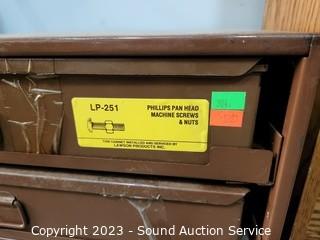 LP-251
PHILLIPS PAN HEAD
MACHINE SCREWS
& NUTS
THIS CABINET INSTALLED AND SERVICED BY
LAWSON PRODUCTS INC.
Copyright 2023 - Sound Auction Service